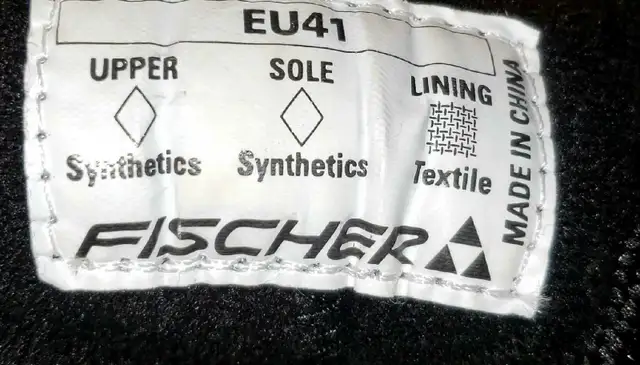 EU41
UPPER SOLE LINING
Synthetics Synthetics Textile
FISCHER
MADE IN CHINA